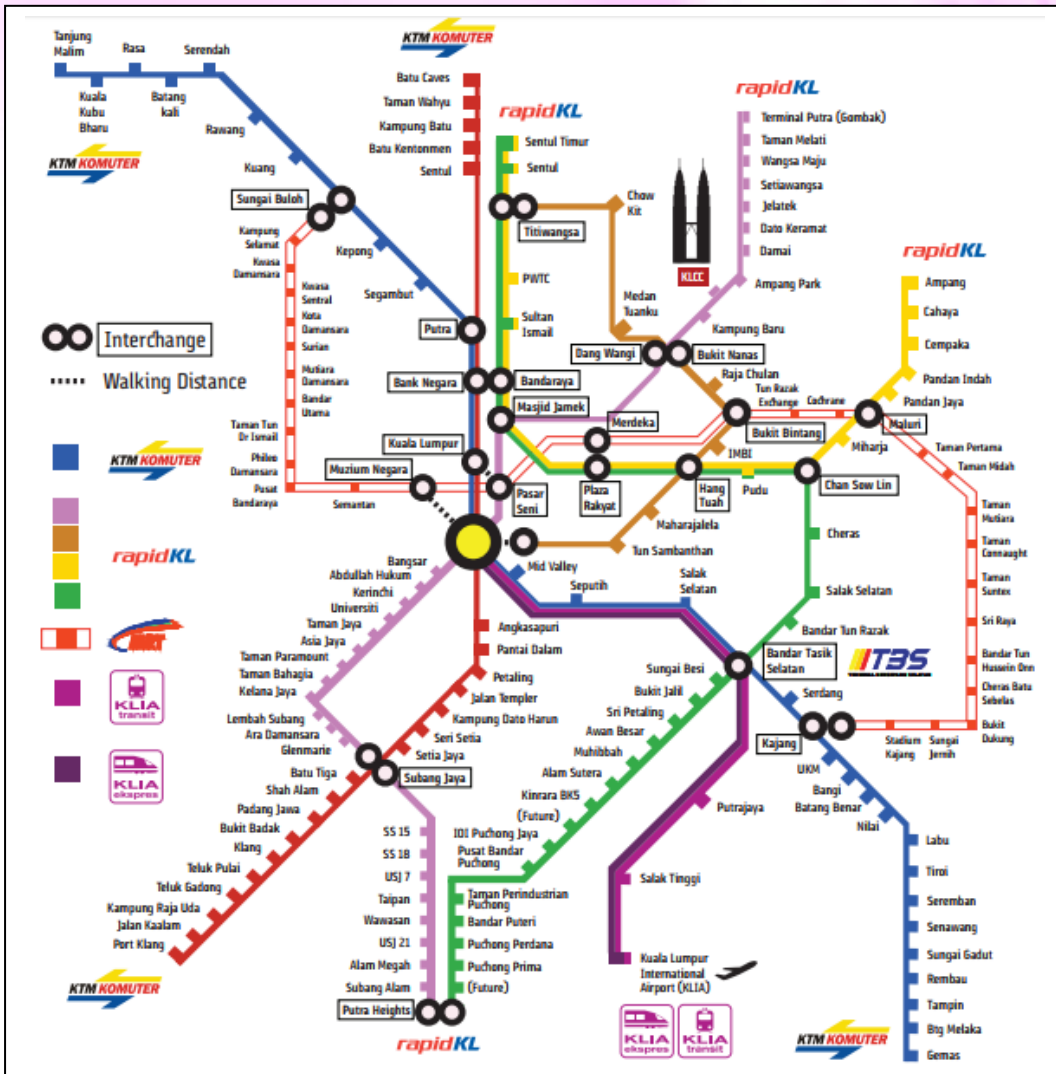 KTM KOMUTER
Tanjung
Malim
Rasa
Serendah
Kuala
Kubu
Bharu
Batang
kali
Rawang
Kuang
KTM KOMUTER
Sungai Buloh
Kepong
Segambut
Putra
Bank Negara
Kuala Lumpur
Muzium Negara
Batu Caves
Taman Wahyu
Kampung Batu
Batu Kentonmen
Sentul
rapidKL
Sentul Timur
Sentul
Titiwangsa
PWTC
Sultan
Ismail
Bandaraya
Masjid Jamek
Chow
Kit
Medan
Tuanku
Dang Wangi
Bukit Nanas
Raja Chulan
KLCC
rapidKL
Terminal Putra (Gombak)
Taman Melati
Wangsa Maju
Setiawangsa
Jelatek
Dato Keramat
Damai
Ampang Park
Kampung Baru
rapidKL
Ampang
Cahaya
Cempaka
Pandan Indah
Pandan Jaya
Maluri
Miharja
Tun Razak
Exchange
Cochrane
Bukit Bintang
Merdeka
IMBI
Pasar
Seni
Plaza
Rakyat
Hang
Tuah
Pudu
Chan Sow Lin
Maharajalela
Tun Sambanthan
Kampung
Selamat
Kwasa
Damansara
Kwasa
Sentral
Kota
Damansara
Surian
Mutiara
Damansara
Bandar
Utama
Taman Tun
Dr Ismail
Phileo
Damansara
Pusat
Bandaraya
Semantan
Interchange
Walking Distance
KTM KOMUTER
rapidKL
MRT
KLIA
transit
KLIA
ekspres
Taman Pertama
Taman Midah
Taman
Mutiara
Taman
Connaught
Taman
Suntex
Sri Raya
Bandar Tun
Hussein Onn
Cheras Batu
Sebelas
Bukit
Dukung
Sungai
Jernih
Stadium
Kajang
Kajang
Cheras
Salak Selatan
Bandar Tun Razak
Bandar Tasik
Selatan
TBS
Mid Valley
Seputih
Salak
Selatan
Serdang
UKM
Bangi
Batang Benar
Nilai
Labu
Tiroi
Seremban
Senawang
Sungai Gadut
Rembau
Tampin
Btg Melaka
Gemas
KTM KOMUTER
Bangsar
Abdullah Hukum
Kerinchi
Universiti
Taman Jaya
Asia Jaya
Taman Paramount
Taman Bahagia
Kelana Jaya
Lembah Subang
Ara Damansara
Glenmarie
Subang Jaya
SS 15
SS 18
USJ 7
Taipan
Wawasan
USJ 21
Alam Megah
Subang Alam
Putra Heights
rapidKL
Angkasapuri
Pantai Dalam
Petaling
Jalan Templer
Kampung Dato Harun
Seri Setia
Setia Jaya
Batu Tiga
Shah Alam
Padang Jawa
Bukit Badak
Klang
Teluk Pulai
Teluk Gadong
Kampung Raja Uda
Jalan Kaalam
Port Klang
KTM KOMUTER
Sungai Besi
Bukit Jalil
Sri Petaling
Awan Besar
Muhibbah
Alam Sutera
Kinrara BK5
(Future)
IOI Puchong Jaya
Pusat Bandar
Puchong
Taman Perindustrian
Puchong
Bandar Puteri
Puchong Perdana
Puchong Prima
(Future)
Putrajaya
Salak Tinggi
Kuala Lumpur
International
Airport (KLIA)
KLIA
ekspres
KLIA
transit